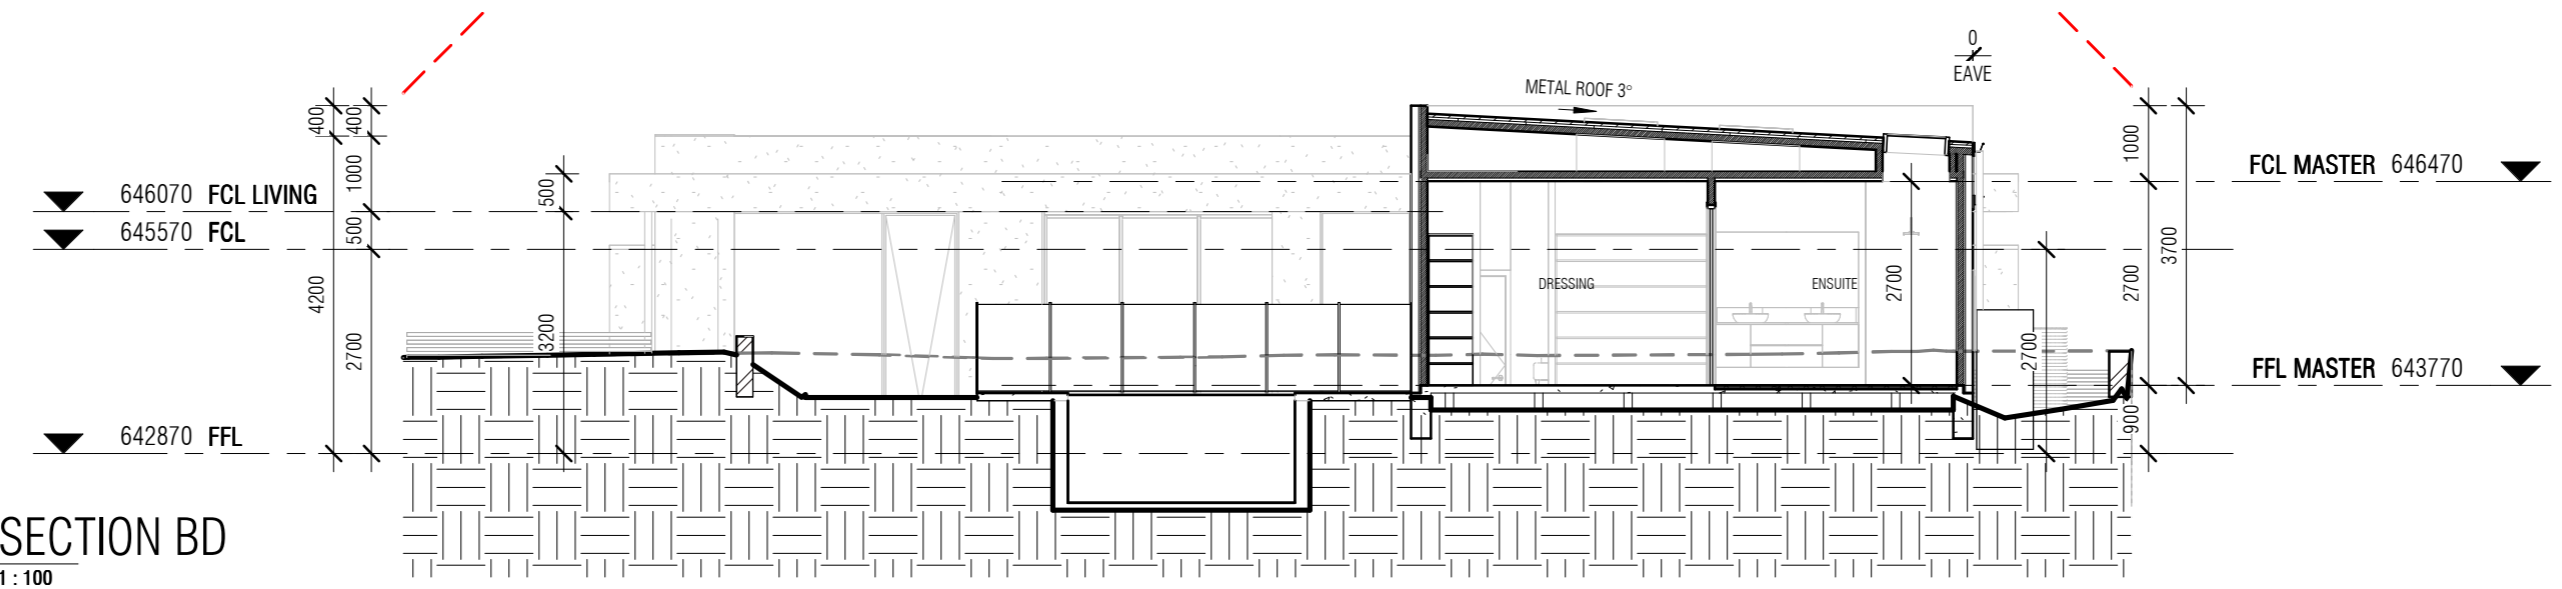 0
EAVE
METAL ROOF 3°
400
400
1000
500
500
4200
2700
3200
646070 FCL LIVING
645570 FCL
642870 FFL
DRESSING
ENSUITE
2700
2700
1000
2700
900
3700
FCL MASTER 646470
FFL MASTER 643770
SECTION BD
1 : 100